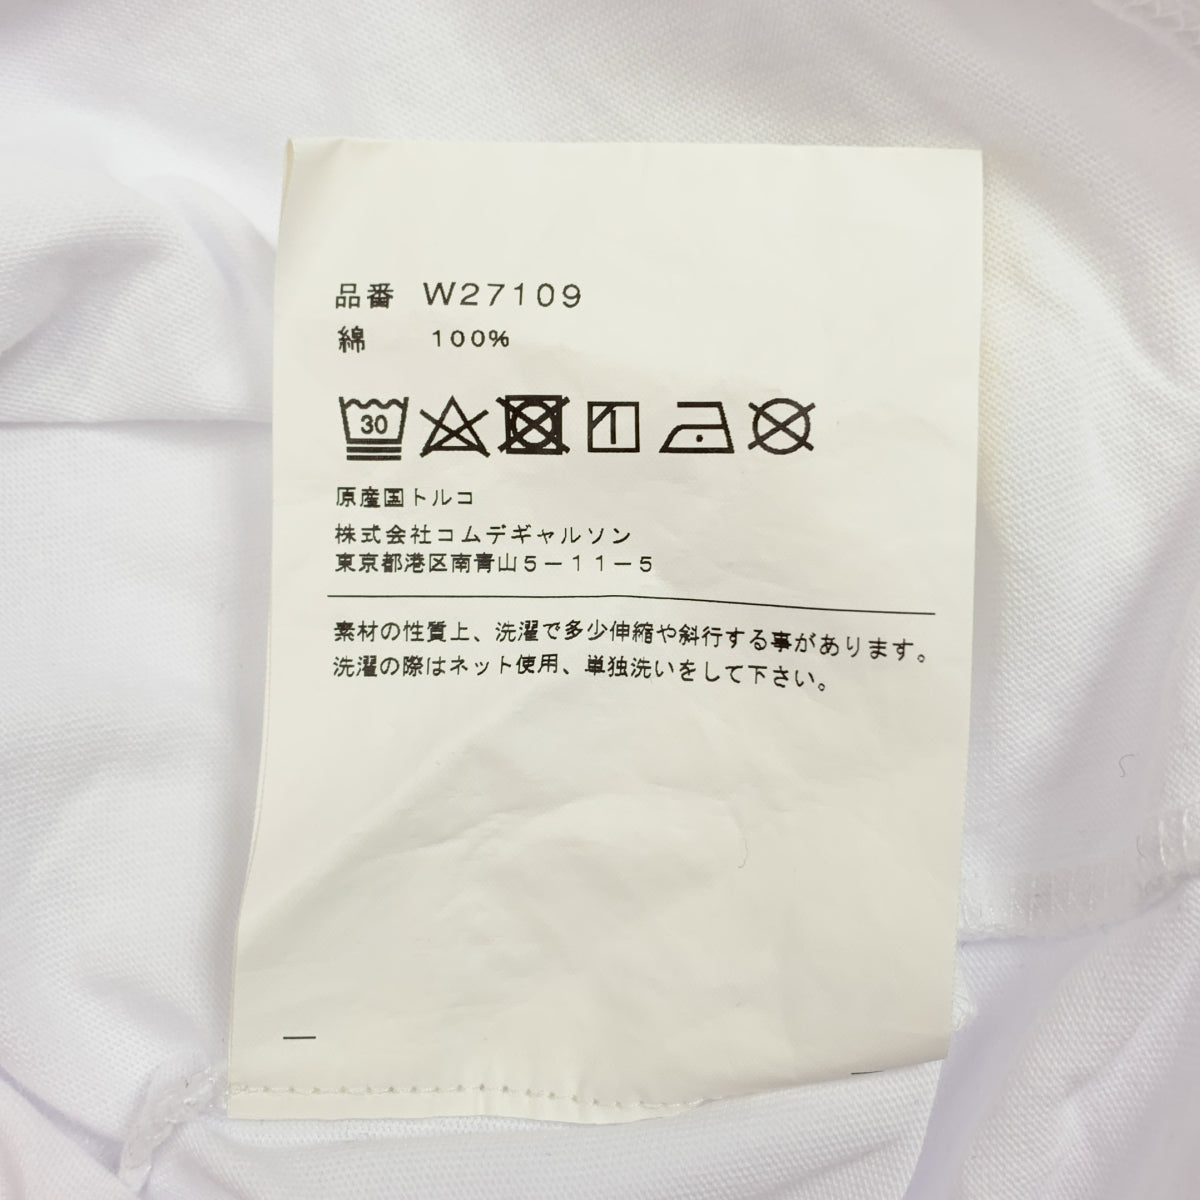 品番 W27109
綿 100%
30
原産国トルコ
株式会社コムデギャルソン
東京都港区南青山5-11-5
素材の性質上、洗濯で多少伸縮や斜行する事があります。
洗濯の際はネット使用、単独洗いをして下さい。